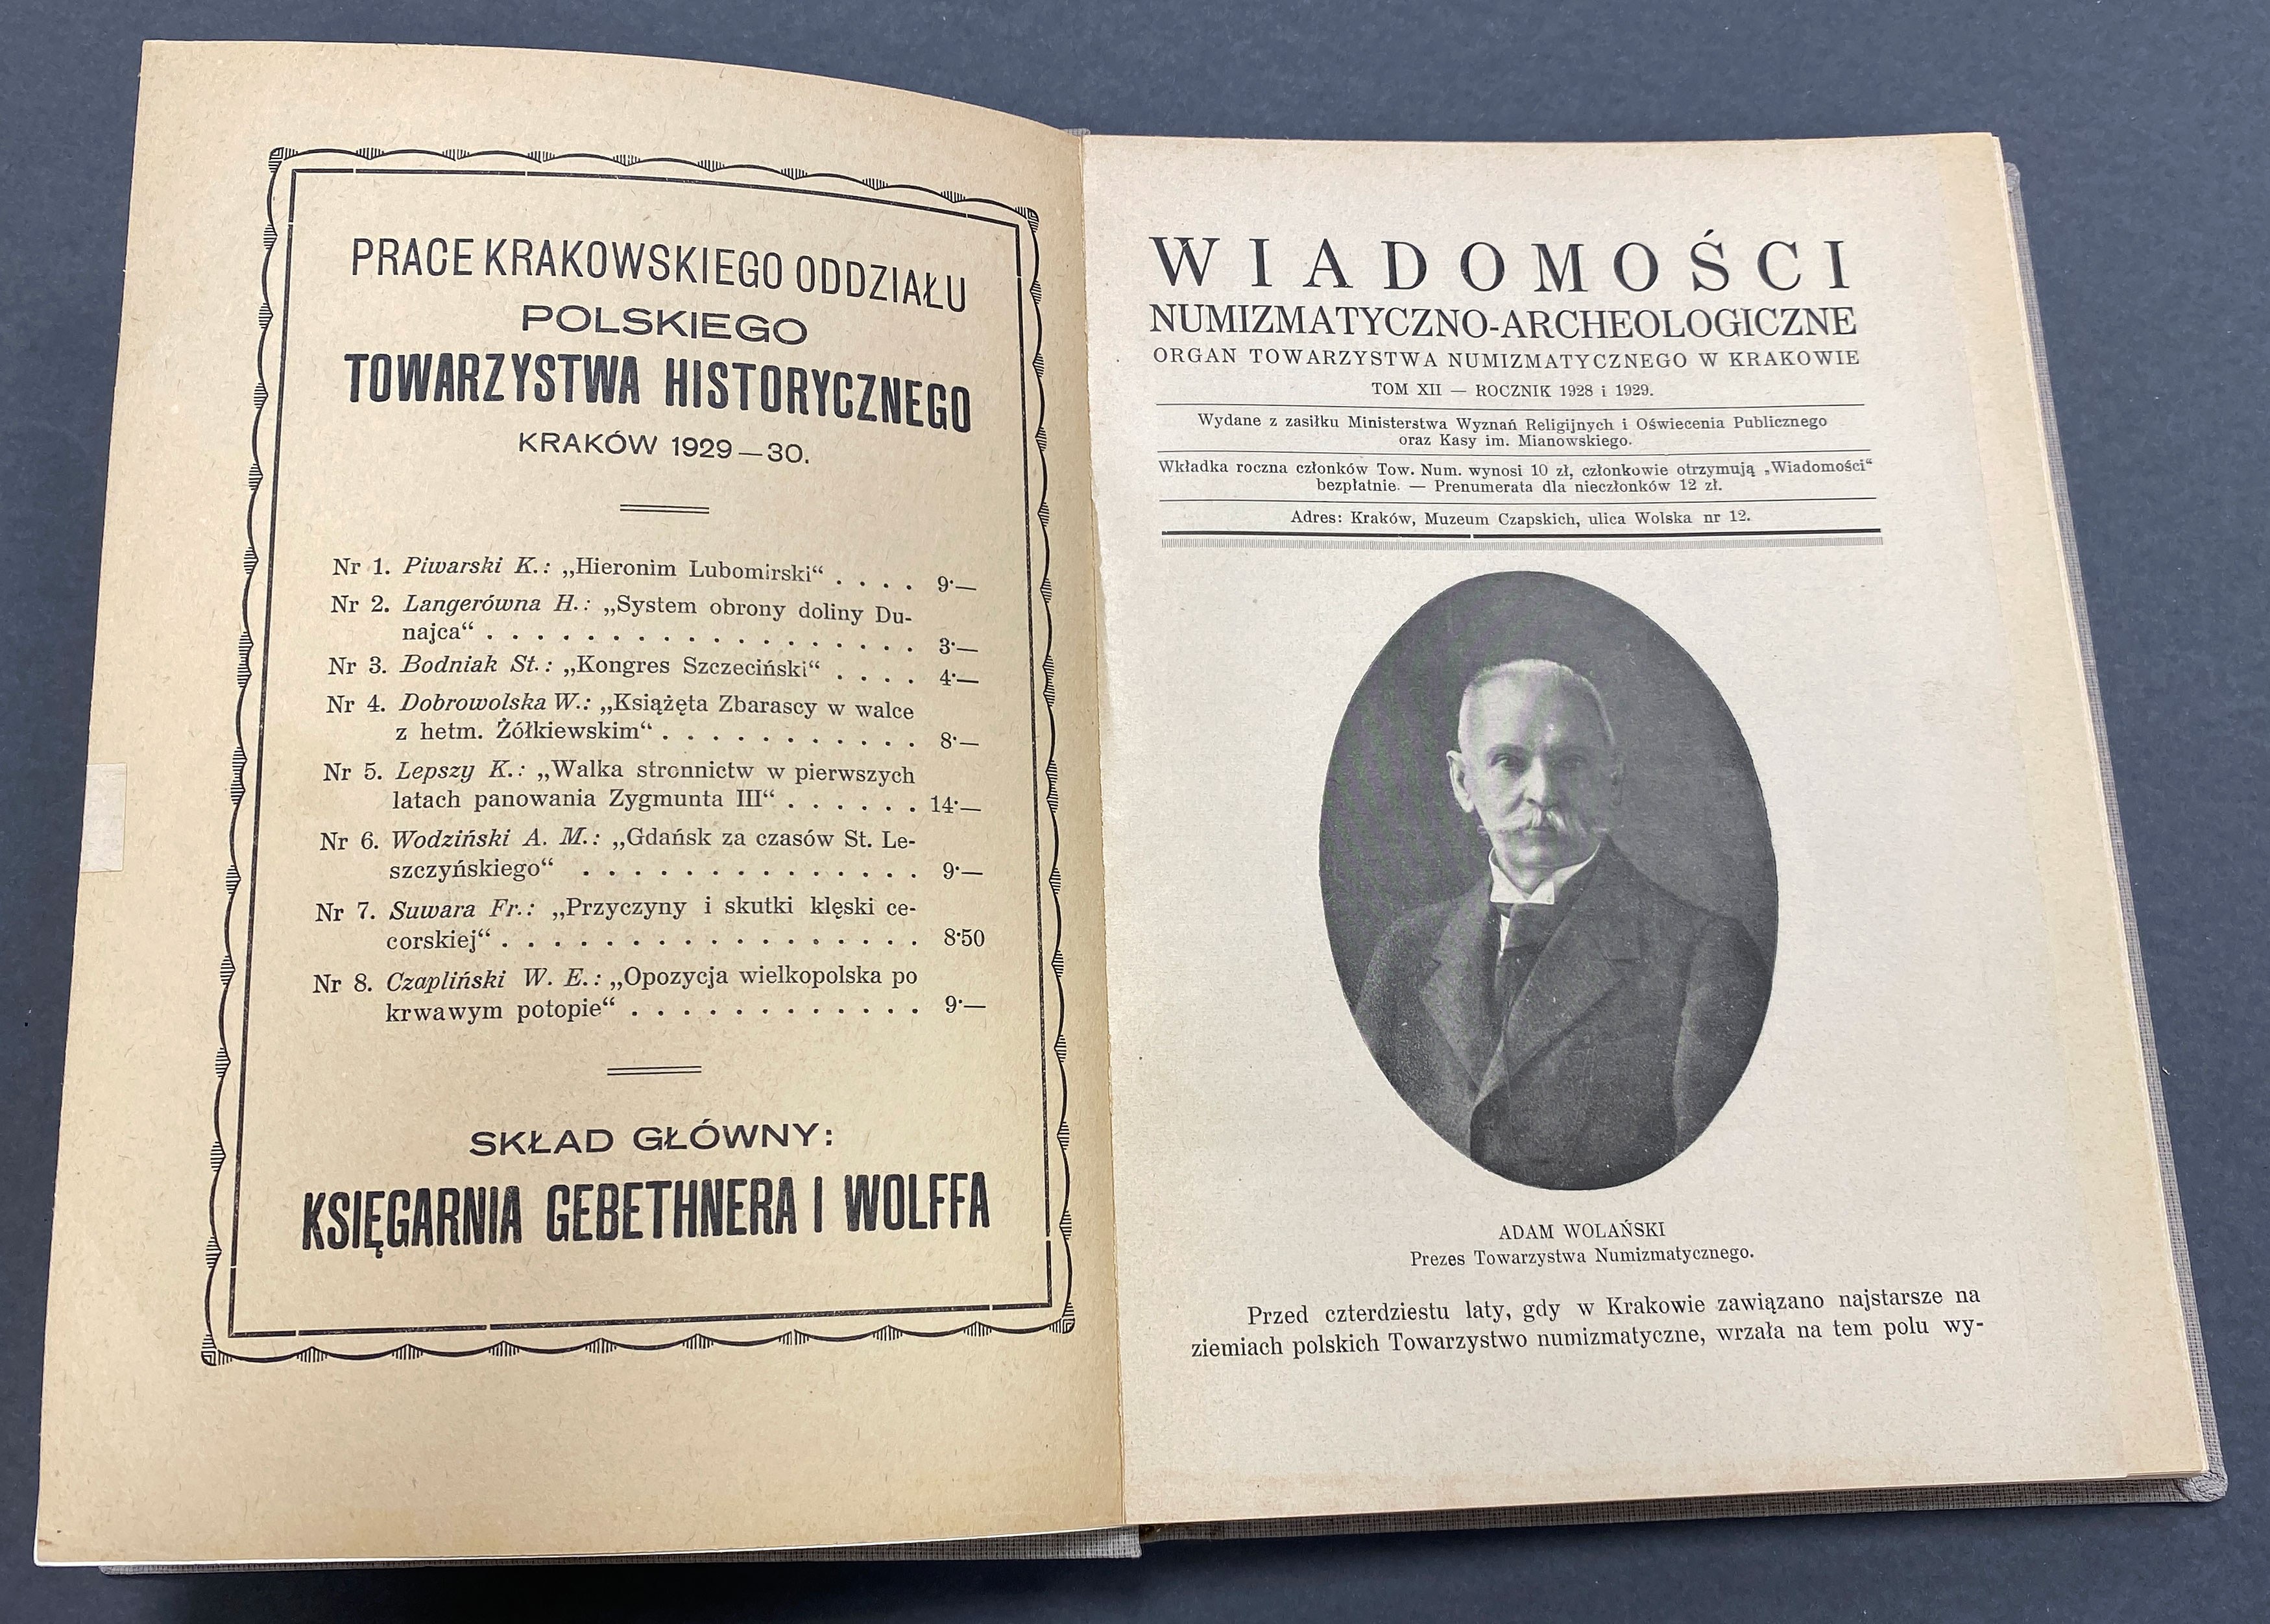 PRACE KRAKOWSKIEGO ODDZIAŁU
POLSKIEGO
TOWARZYSTWA HISTORYCZNEGO
KRAKÓW 1929—30.
Nr 1. Piwarski K.: „Hieronim Lubomirski“ . . . . 9·—
Nr 2. Langerówna H.: „System obrony doliny Du-
najca“ . . . . . . . . . . . . . . . . . 3·—
Nr 3. Bodniak St.: „Kongres Szczeciński“ . . . . 4·—
Nr 4. Dobrowolska W.: „Książęta Zbarascy w walce
z hetm. Żółkiewskim“ . . . . . . . . . . . 8·—
Nr 5. Lepszy K.: „Walka stronnictw w pierwszych
latach panowania Zygmunta III“ . . . . . . 14·—
Nr 6. Wodziński A. M.: „Gdańsk za czasów St. Le-
szczyńskiego“ . . . . . . . . . . . . . . 9·—
Nr 7. Suwara Fr.: „Przyczyny i skutki klęski ce-
corskiej“ . . . . . . . . . . . . . . . . . 8·50
Nr 8. Czapliński W. E.: „Opozycja wielkopolska po
krwawym potopie“ . . . . . . . . . . . . 9·—
SKŁAD GŁÓWNY:
KSIĘGARNIA GEBETHNERA I WOLFFA
WIADOMOŚCI
NUMIZMATYCZNO-ARCHEOLOGICZNE
ORGAN TOWARZYSTWA NUMIZMATYCZNEGO W KRAKOWIE
TOM XII — ROCZNIK 1928 i 1929.
Wydane z zasiłku Ministerstwa Wyznań Religijnych i Oświecenia Publicznego
oraz Kasy im. Mianowskiego.
Wkładka roczna członków Tow. Num. wynosi 10 zł, członkowie otrzymują „Wiadomości“
bezpłatnie. — Prenumerata dla nieczłonków 12 zł.
Adres: Kraków, Muzeum Czapskich, ulica Wolska nr 12.
ADAM WOLAŃSKI
Prezes Towarzystwa Numizmatycznego.
Przed czterdziestu laty, gdy w Krakowie zawiązano najstarsze na
ziemiach polskich Towarzystwo numizmatyczne, wrzała na tem polu wy-